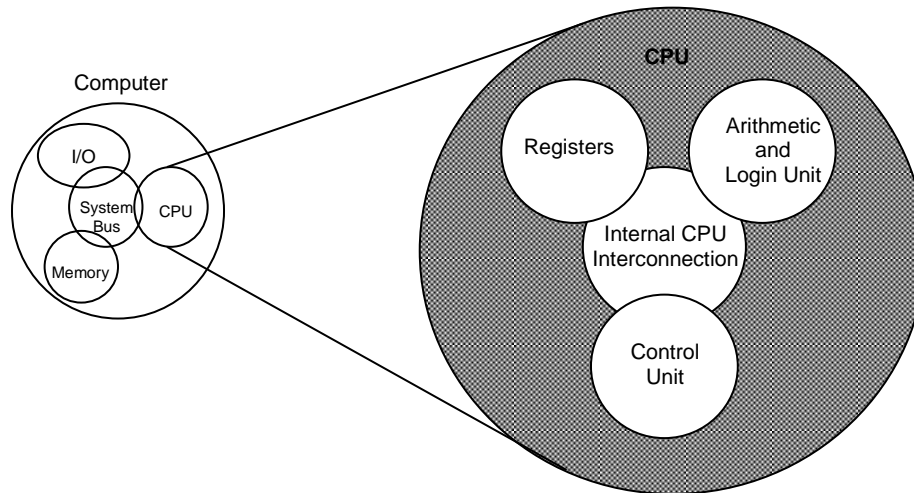 Computer
I/O
System
Bus
CPU
Memory
CPU
Registers
Arithmetic
and
Login Unit
Internal CPU
Interconnection
Control
Unit